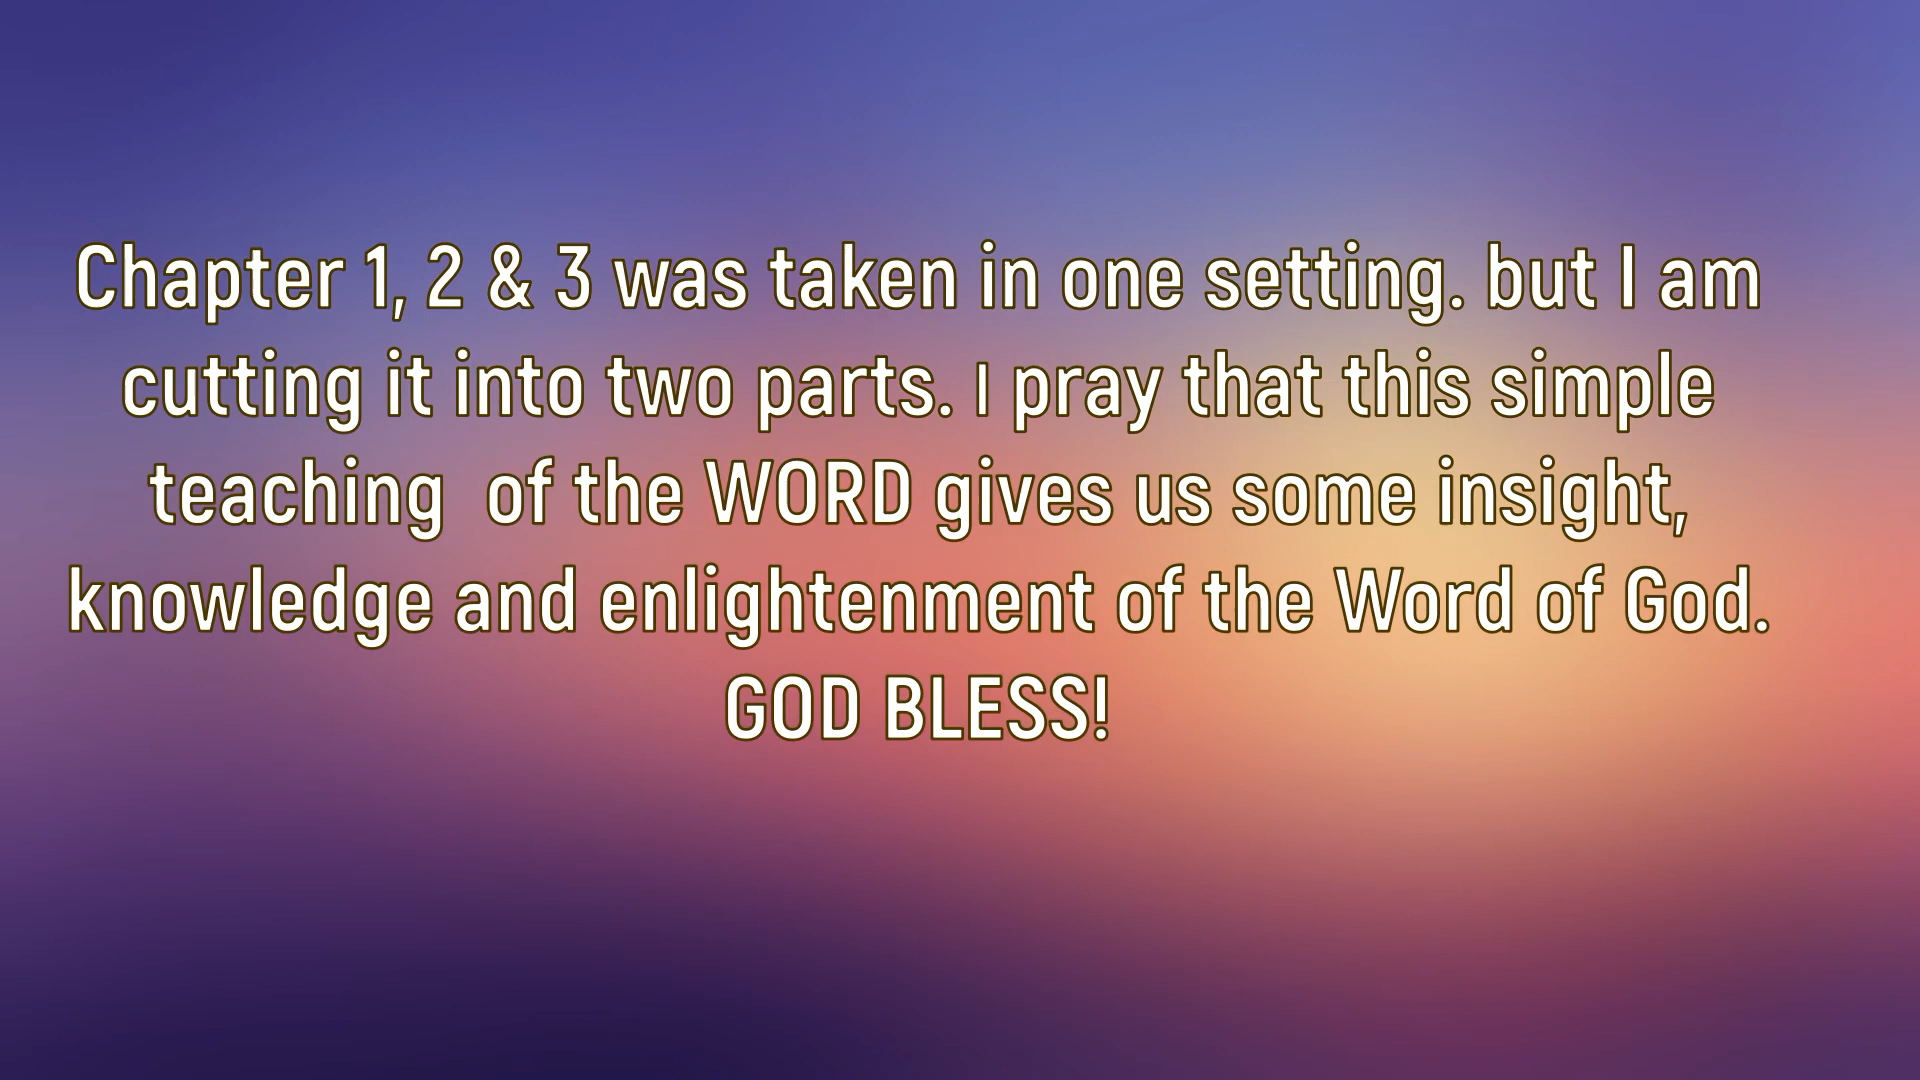 Chapter 1, 2 & 3 was taken in one setting. but I am
cutting it into two parts. I pray that this simple
teaching  of the WORD gives us some insight,
knowledge and enlightenment of the Word of God.
GOD BLESS!